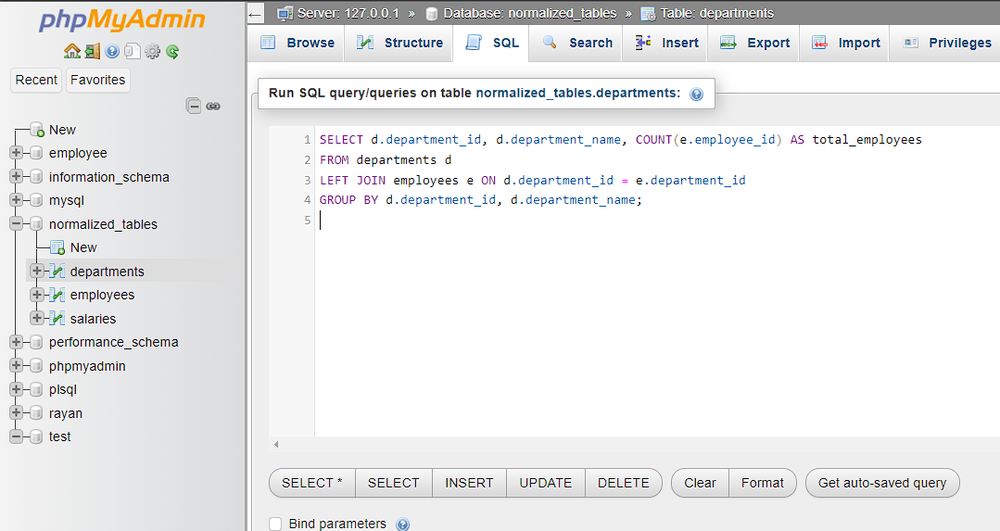 phpMyAdmin
Recent Favorites
New
employee
information_schema
mysql
normalized_tables
New
departments
employees
salaries
performance_schema
phpmyadmin
plsql
rayan
test
Server: 127.0.0.1 » Database: normalized_tables » Table: departments
Browse Structure SQL Search Insert Export Import Privileges
Run SQL query/queries on table normalized_tables.departments:
1 SELECT d.department_id, d.department_name, COUNT(e.employee_id) AS total_employees
2 FROM departments d
3 LEFT JOIN employees e ON d.department_id = e.department_id
4 GROUP BY d.department_id, d.department_name;
5
SELECT * SELECT INSERT UPDATE DELETE Clear Format Get auto-saved query
Bind parameters